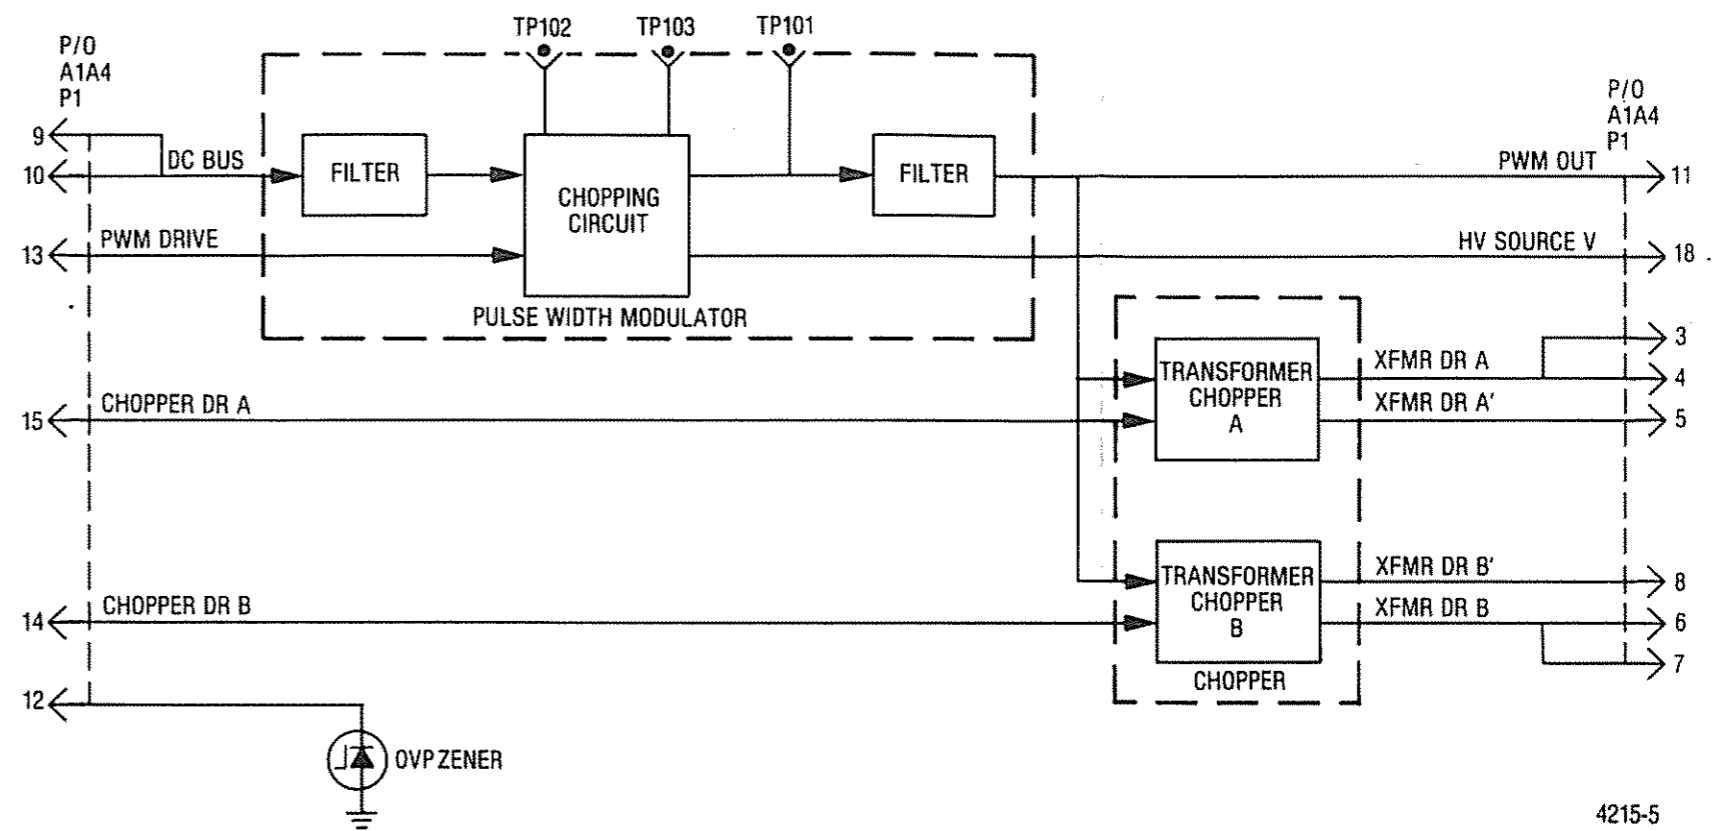 TP102 TP103 TP101
P/O
A1A4
P1
P/O
A1A4
P1
9
10
DC BUS
FILTER
CHOPPING
CIRCUIT
FILTER
PWM OUT
11
13
PWM DRIVE
HV SOURCE V
18
PULSE WIDTH MODULATOR
3
XFMR DR A
4
TRANSFORMER
CHOPPER
A
XFMR DR A'
5
15
CHOPPER DR A
XFMR DR B'
8
TRANSFORMER
CHOPPER
B
XFMR DR B
6
7
14
CHOPPER DR B
CHOPPER
12
OVP ZENER
4215-5